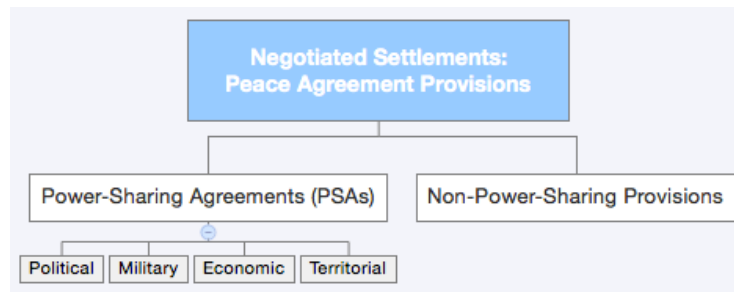 Negotiated Settlements:
Peace Agreement Provisions
Power-Sharing Agreements (PSAs)
Non-Power-Sharing Provisions
Political
Military
Economic
Territorial